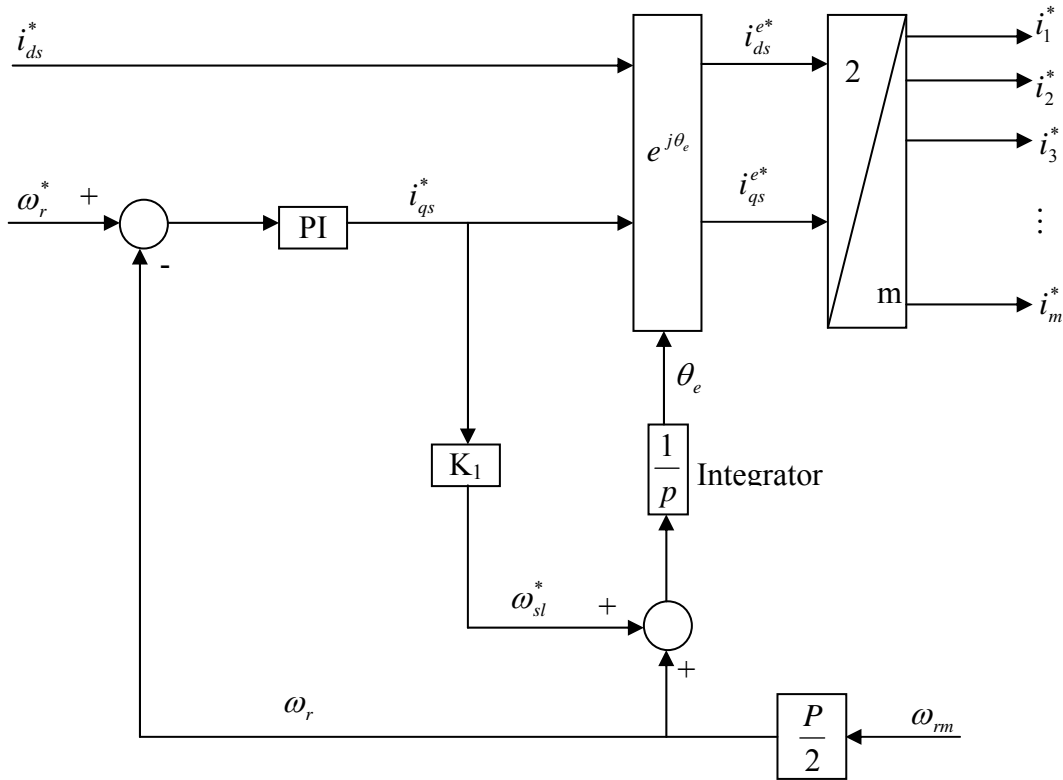 i*ds
ω*r
+
-
PI
i*qs
e^jθe
i^e*ds
i^e*qs
2
m
i*1
i*2
i*3
⋮
i*m
θe
K1
1/p
Integrator
ω*sl
+
+
ωr
P/2
ωrm